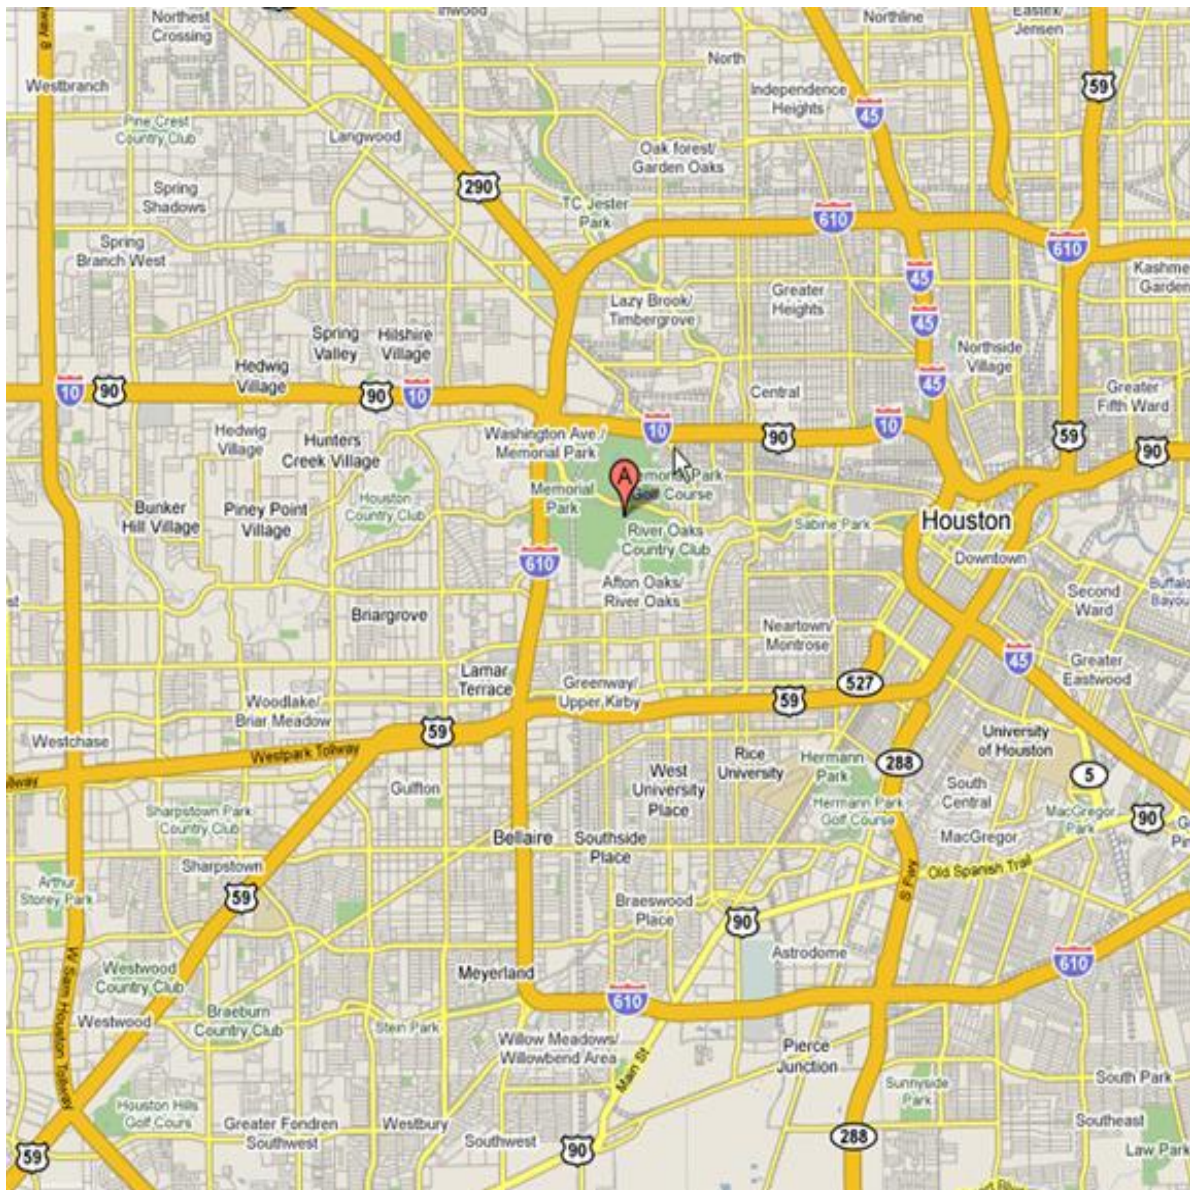 Inwood
Northest
Crossing
Northline
Eastex/
Jensen
way 8
Westbranch
North
59
Independence
Heights
45
Pine Crest
Country Club
Langwood
Oak forest/
Garden Oaks
290
Spring
Shadows
TC Jester
Park
610
Spring
Branch West
610
Kashme
Garden
45
Lazy Brook/
Timbergrove
Greater
Heights
45
Spring
Valley
Hilshire
Village
Northside
Village
Hedwig
Village
45
10
90
90
10
Central
Greater
Fifth Ward
Hedwig
Village
Hunters
Creek Village
Washington Ave./
Memorial Park
10
90
10
59
90
A
emorial Park
Golf Course
Memorial
Park
Houston
Country Club
Bunker
Hill Village
Piney Point
Village
Sabine Park
Houston
River Oaks
Country Club
Downtown
610
Afton Oaks/
River Oaks
Second
Ward
Buffalo
Bayou
st
Briargrove
Neartown/
Montrose
45
Greater
Eastwood
Lamar
Terrace
527
Greenway/
Upper Kirby
59
Woodlake/
Briar Meadow
59
Westchase
Westpark Tollway
llway
University
of Houston
Rice
University
Hermann
Park
288
5
Gulfton
West
University
Place
South
Central
Sharpstown Park
Country Club
Hermann Park
Golf Course
MacGregor
Park
90
Bellaire
Southside
Place
MacGregor
G
Pin
Sharpstown
Old Spanish Trail
Arthur
Storey Park
59
S Fwy
Braeswood
Place
90
Astrodome
610
Westwood
Country Club
Meyerland
610
W Sam Houston Tollway
Westwood
Braeburn
Country Club
Stein Park
Willow Meadows/
Willowbend Area
Main St
Pierce
Junction
Sunnyside
Park
South Park
Houston Hills
Golf Cours
Greater Fondren
Southwest
Westbury
Southwest
90
288
Southeast
Law Park
59